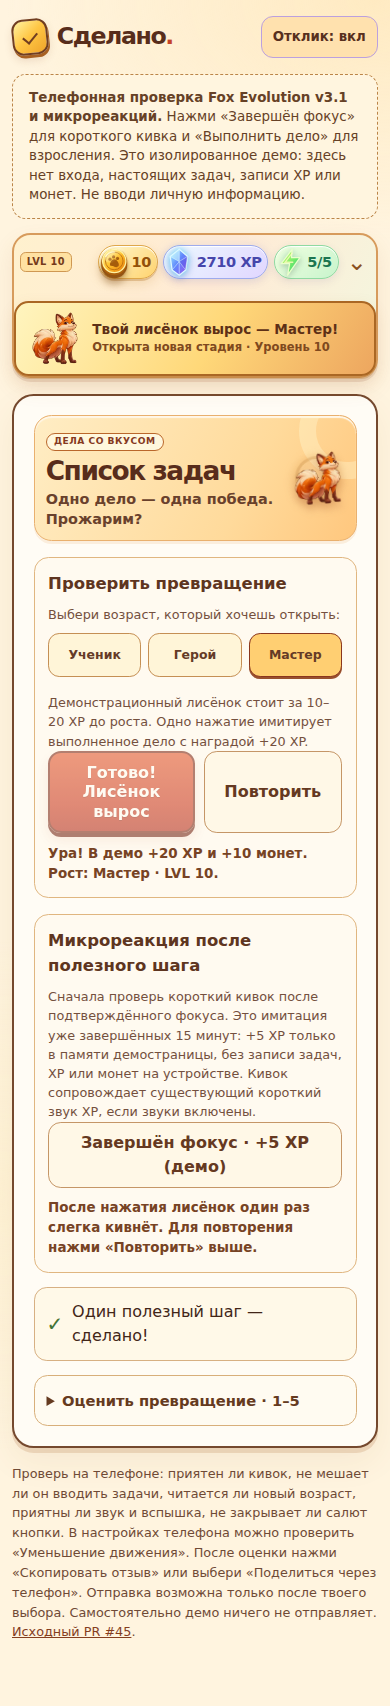 Сделано.
Отклик: вкл
Телефонная проверка Fox Evolution v3.1
и микрореакций. Нажми «Завершён фокус»
для короткого кивка и «Выполнить дело» для
взросления. Это изолированное демо: здесь
нет входа, настоящих задач, записи XP или
монет. Не вводи личную информацию.
LVL 10
10
2710 XP
5/5
Твой лисёнок вырос — Мастер!
Открыта новая стадия · Уровень 10
ДЕЛА СО ВКУСОМ
Список задач
Одно дело — одна победа.
Прожарим?
Проверить превращение
Выбери возраст, который хочешь открыть:
Ученик
Герой
Мастер
Демонстрационный лисёнок стоит за 10–
20 XP до роста. Одно нажатие имитирует
выполненное дело с наградой +20 XP.
Готово!
Лисёнок
вырос
Повторить
Ура! В демо +20 XP и +10 монет.
Рост: Мастер · LVL 10.
Микрореакция после
полезного шага
Сначала проверь короткий кивок после
подтверждённого фокуса. Это имитация
уже завершённых 15 минут: +5 XP только
в памяти демостраницы, без записи задач,
XP или монет на устройстве. Кивок
сопровождает существующий короткий
звук XP, если звуки включены.
Завершён фокус · +5 XP
(демо)
После нажатия лисёнок один раз
слегка кивнёт. Для повторения
нажми «Повторить» выше.
✓ Один полезный шаг —
сделано!
▶ Оценить превращение · 1–5
Проверь на телефоне: приятен ли кивок, не мешает
ли он вводить задачи, читается ли новый возраст,
приятны ли звук и вспышка, не закрывает ли салют
кнопки. В настройках телефона можно проверить
«Уменьшение движения». После оценки нажми
«Скопировать отзыв» или выбери «Поделиться через
телефон». Отправка возможна только после твоего
выбора. Самостоятельно демо ничего не отправляет.
Исходный PR #45.